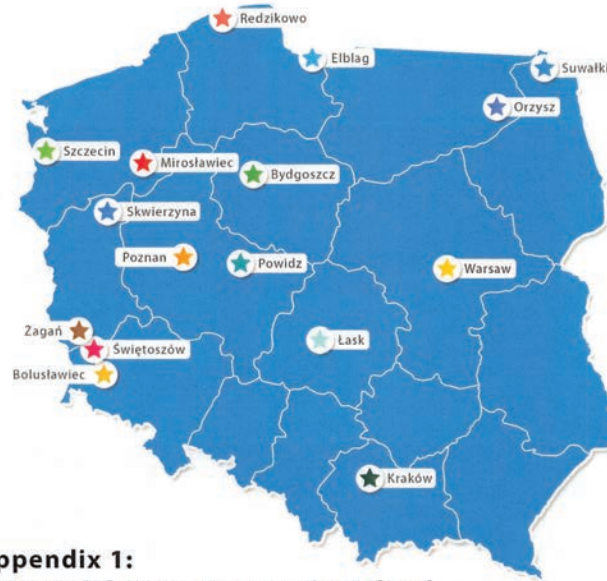 Redzikowo
Elbląg
Suwałki
Orzysz
Szczecin
Mirosławiec
Bydgoszcz
Skwierzyna
Poznan
Powidz
Warsaw
Żagań
Świętoszów
Łask
Bolusławiec
Kraków
ppendix 1: